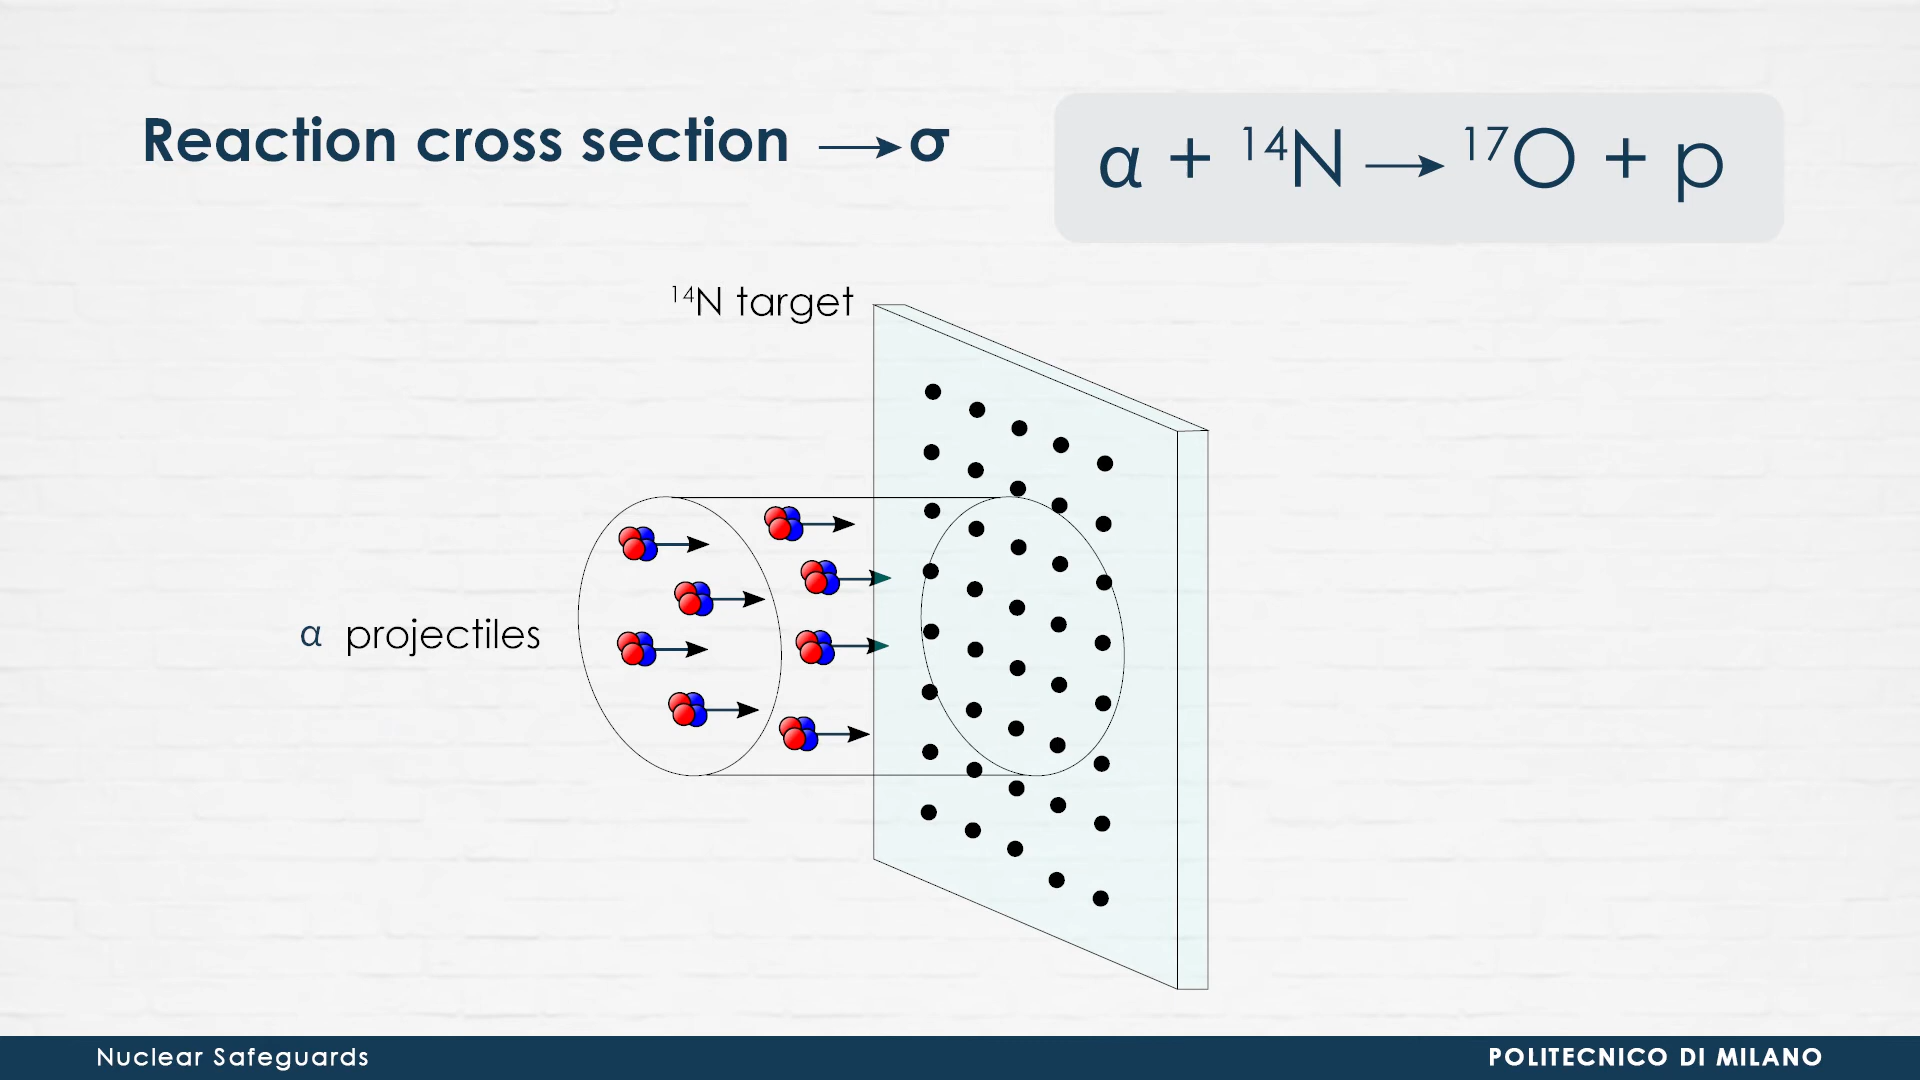 Reaction cross section → σ
α + ¹⁴N → ¹⁷O + p
¹⁴N target
α projectiles
Nuclear Safeguards
POLITECNICO DI MILANO